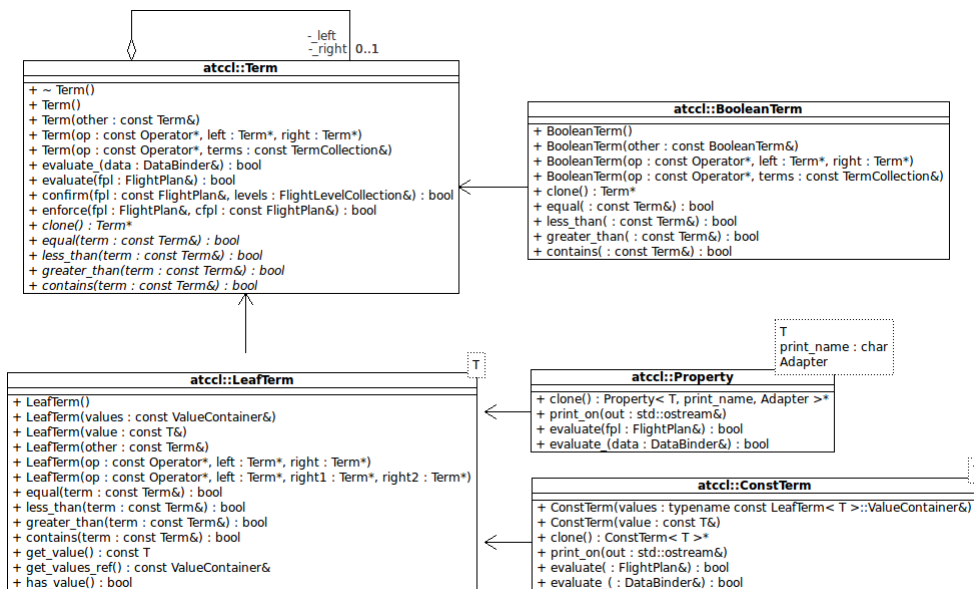 -_left
-_right 0..1
atccl::Term
+ ~ Term()
+ Term()
+ Term(other : const Term&)
+ Term(op : const Operator*, left : Term*, right : Term*)
+ Term(op : const Operator*, terms : const TermCollection&)
+ evaluate_(data : DataBinder&) : bool
+ evaluate(fpl : FlightPlan&) : bool
+ confirm(fpl : const FlightPlan&, levels : FlightLevelCollection&) : bool
+ enforce(fpl : FlightPlan&, cfpl : const FlightPlan&) : bool
+ clone() : Term*
+ equal(term : const Term&) : bool
+ less_than(term : const Term&) : bool
+ greater_than(term : const Term&) : bool
+ contains(term : const Term&) : bool
atccl::BooleanTerm
+ BooleanTerm()
+ BooleanTerm(other : const BooleanTerm&)
+ BooleanTerm(op : const Operator*, left : Term*, right : Term*)
+ BooleanTerm(op : const Operator*, terms : const TermCollection&)
+ clone() : Term*
+ equal( : const Term&) : bool
+ less_than( : const Term&) : bool
+ greater_than( : const Term&) : bool
+ contains( : const Term&) : bool
T
atccl::LeafTerm
+ LeafTerm()
+ LeafTerm(values : const ValueContainer&)
+ LeafTerm(value : const T&)
+ LeafTerm(other : const Term&)
+ LeafTerm(op : const Operator*, left : Term*, right : Term*)
+ LeafTerm(op : const Operator*, left : Term*, right1 : Term*, right2 : Term*)
+ equal(term : const Term&) : bool
+ less_than(term : const Term&) : bool
+ greater_than(term : const Term&) : bool
+ contains(term : const Term&) : bool
+ get_value() : const T
+ get_values_ref() : const ValueContainer&
+ has_value() : bool
T
print_name : char
Adapter
atccl::Property
+ clone() : Property< T, print_name, Adapter >*
+ print_on(out : std::ostream&)
+ evaluate(fpl : FlightPlan&) : bool
+ evaluate_(data : DataBinder&) : bool
atccl::ConstTerm
+ ConstTerm(values : typename const LeafTerm< T >::ValueContainer&)
+ ConstTerm(value : const T&)
+ clone() : ConstTerm< T >*
+ print_on(out : std::ostream&)
+ evaluate( : FlightPlan&) : bool
+ evaluate_( : DataBinder&) : bool